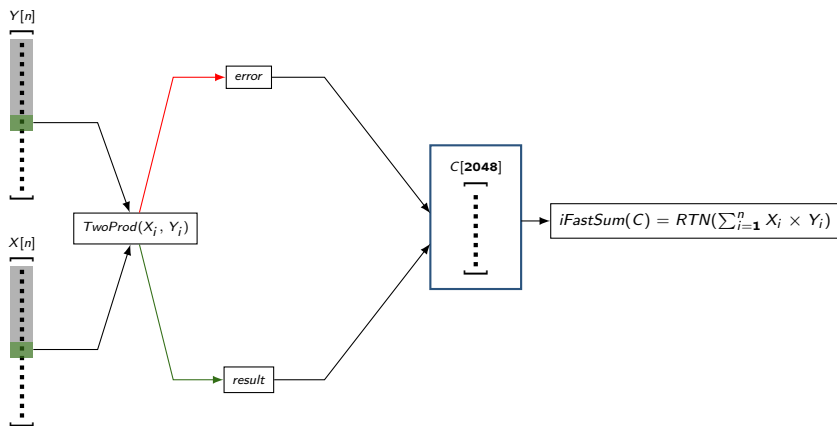 Y[n]
error
C[2048]
TwoProd(X_i, Y_i)
iFastSum(C) = RTN(∑_{i=1}^{n} X_i × Y_i)
X[n]
result